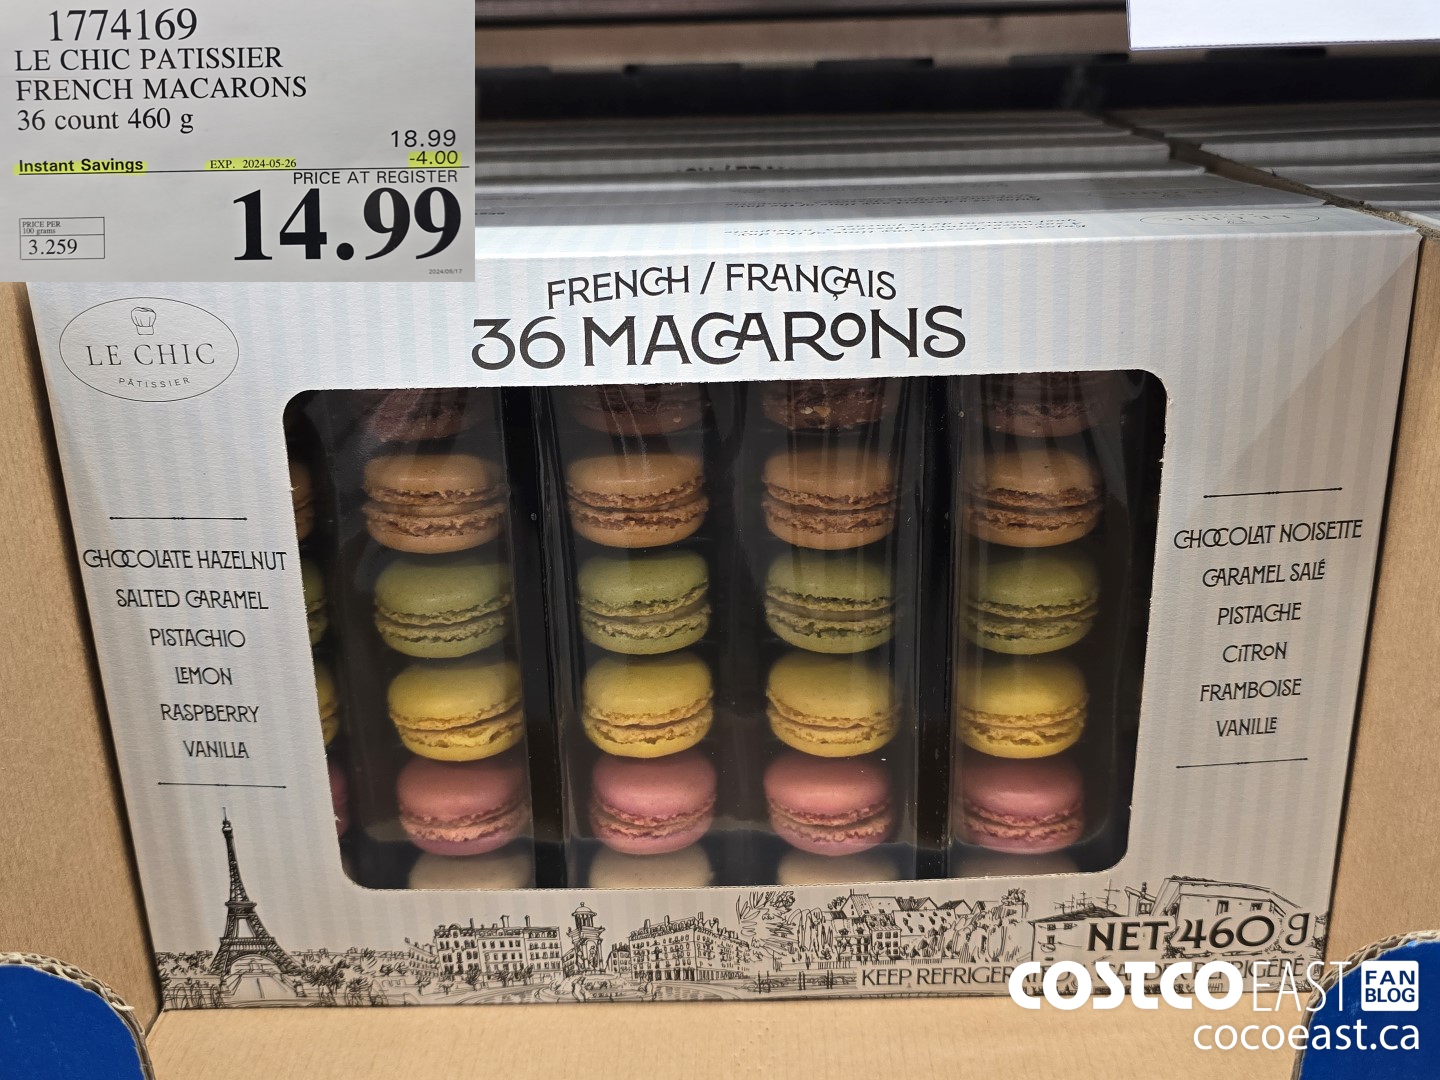 1774169
LE CHIC PATISSIER
FRENCH MACARONS
36 count 460 g
18.99
Instant Savings EXP. 2024-05-26 -4.00
PRICE AT REGISTER
14.99
PRICE PER
100 grams
3.259
LE CHIC
FRENCH / FRANÇAIS
36 MACARONS
LE CHIC
PÂTISSIER
CHOCOLATE HAZELNUT
SALTED CARAMEL
PISTACHIO
LEMON
RASPBERRY
VANILLA
CHOCOLAT NOISETTE
CARAMEL SALÉ
PISTACHE
CITRON
FRAMBOISE
VANILLE
NET 460 g
KEEP
COSTCO EAST FAN
BLOG
cocoeast.ca